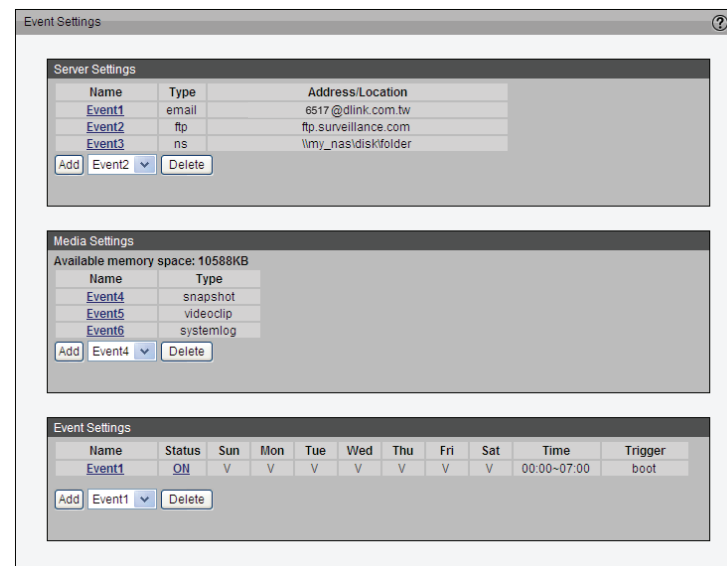 Event Settings ?
Server Settings
Name Type Address/Location
Event1 email 6517@dlink.com.tw
Event2 ftp ftp.surveillance.com
Event3 ns \\my_nas\disk\folder
Add Event2 Delete
Media Settings
Available memory space: 10588KB
Name Type
Event4 snapshot
Event5 videoclip
Event6 systemlog
Add Event4 Delete
Event Settings
Name Status Sun Mon Tue Wed Thu Fri Sat Time Trigger
Event1 ON V V V V V V V 00:00~07:00 boot
Add Event1 Delete